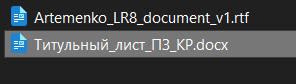 Artemenko_LR8_document_v1.rtf
Титульный_лист_ПЗ_КР.docx